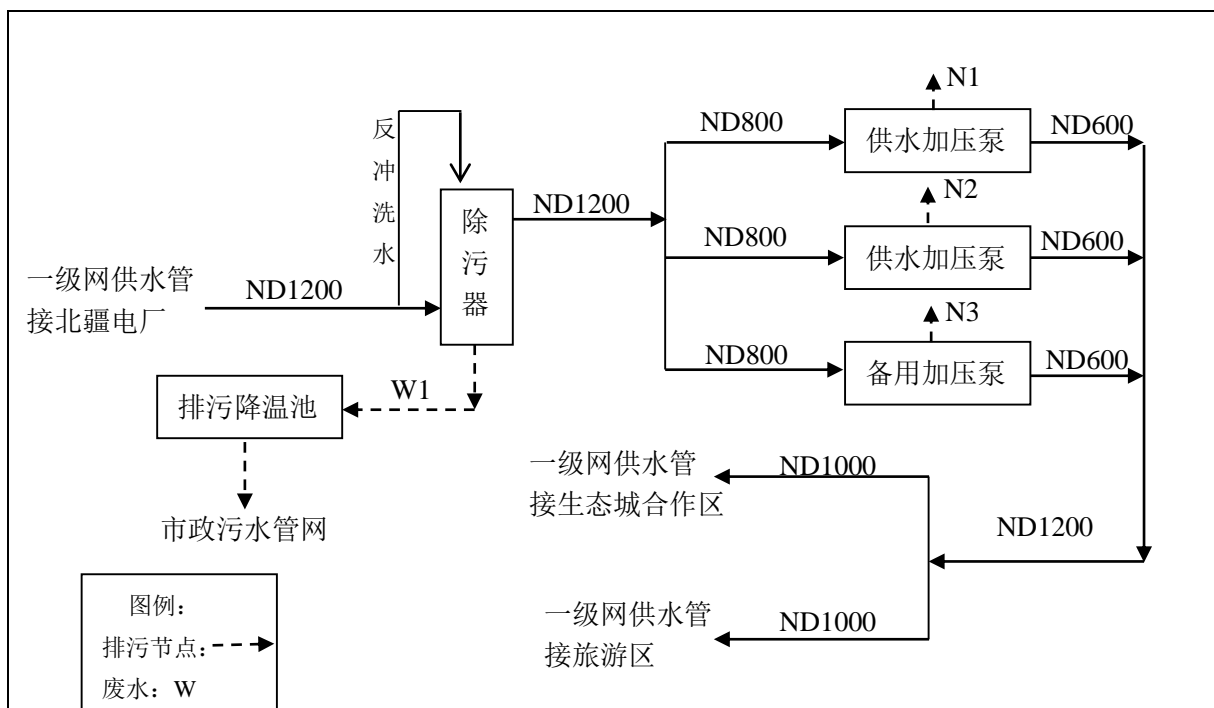 N1
反冲洗水
ND800
供水加压泵
ND600
N2
除污器
ND1200
ND800
供水加压泵
ND600
一级网供水管
接北疆电厂
ND1200
N3
ND800
备用加压泵
ND600
W1
排污降温池
市政污水管网
一级网供水管
接生态城合作区
ND1000
ND1200
一级网供水管
接旅游区
ND1000
图例：
排污节点：
废水：W